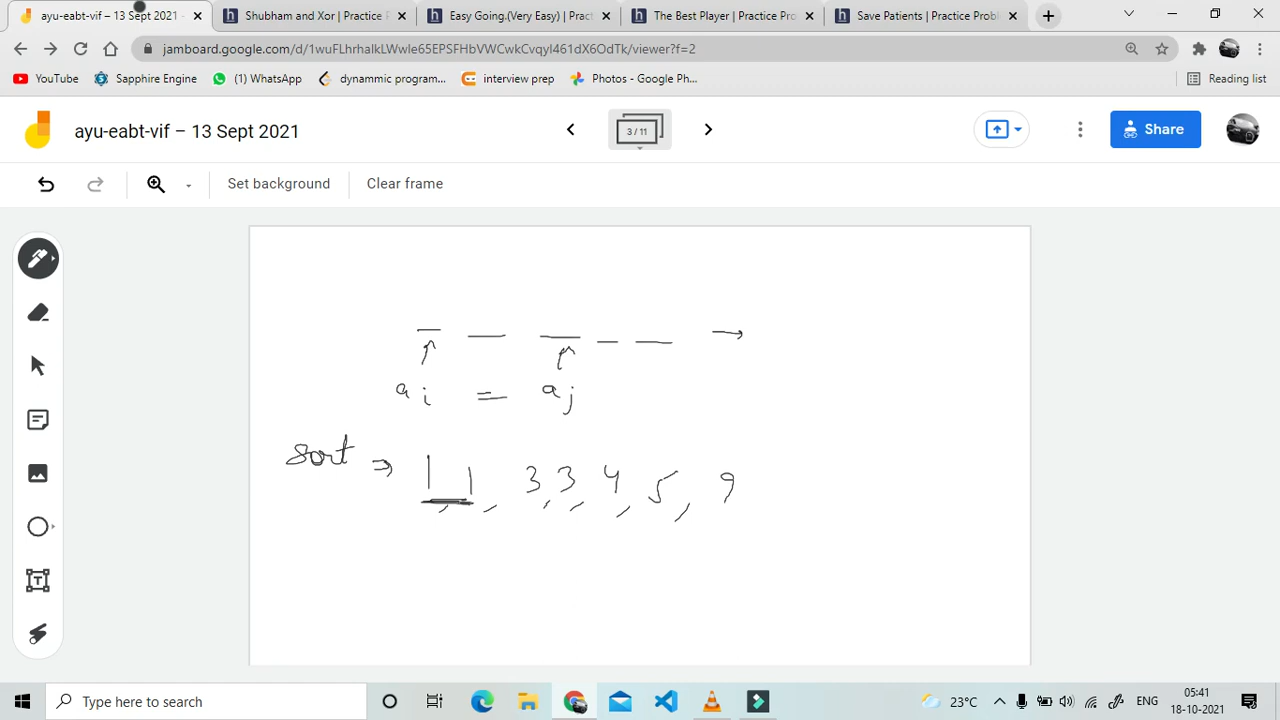 ayu-eabt-vif – 13 Sept 2021 -
Shubham and Xor | Practice P
Easy Going.(Very Easy) | Pract
The Best Player | Practice Prob
Save Patients | Practice Proble
jamboard.google.com/d/1wuFLhrhalkLWwle65EPSFHbVWCwkCvqyl461dX6OdTk/viewer?f=2
YouTube
Sapphire Engine
(1) WhatsApp
dynammic program...
interview prep
Photos - Google Ph...
Reading list
ayu-eabt-vif – 13 Sept 2021
3 / 11
Share
Set background
Clear frame
ai = aj
sort ⇒ 1 1, 3, 3, 4, 5, 9
Type here to search
23°C
ENG
05:41
18-10-2021